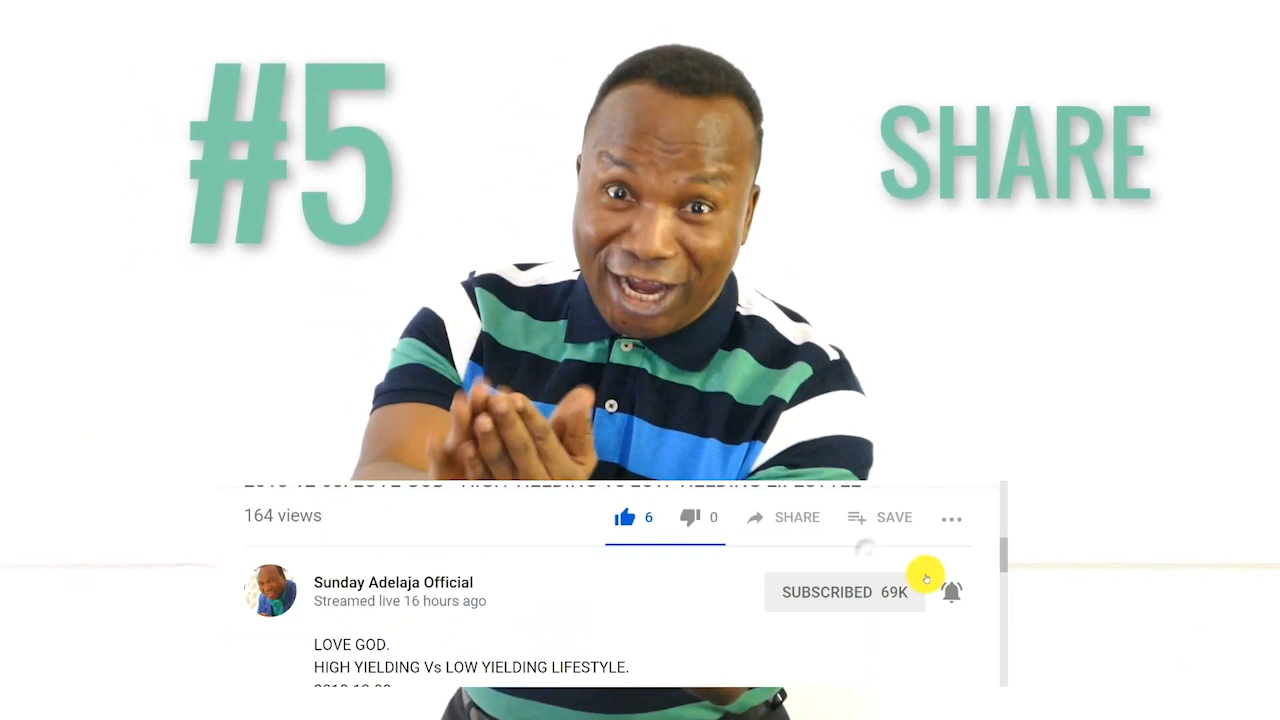 #5
SHARE
164 views
6
0
SHARE
SAVE
Sunday Adelaja Official
Streamed live 16 hours ago
SUBSCRIBED 69K
LOVE GOD.
HIGH YIELDING Vs LOW YIELDING LIFESTYLE.